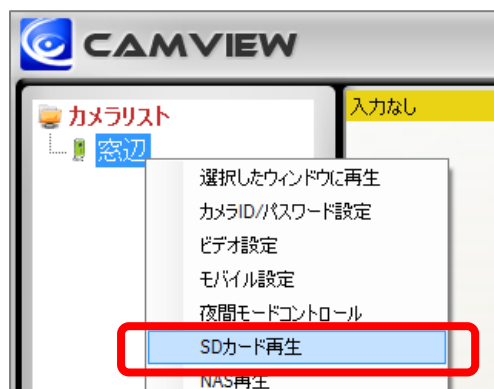 CAMVIEW
カメラリスト
窓辺
入力なし
選択したウィンドウに再生
カメラID/パスワード設定
ビデオ設定
モバイル設定
夜間モードコントロール
SDカード再生
NAS再生